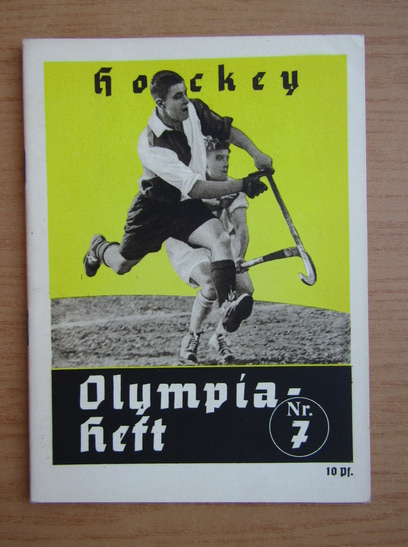 Hockey
Olympia-
Heft
Nr.
7
10 Pf.